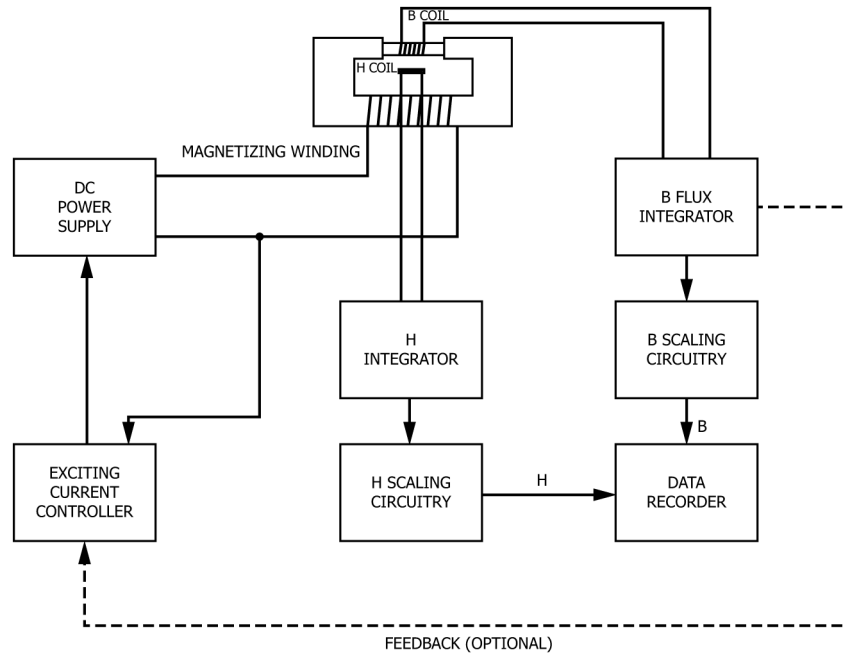 B COIL
H COIL
MAGNETIZING WINDING
DC
POWER
SUPPLY
B FLUX
INTEGRATOR
H
INTEGRATOR
B SCALING
CIRCUITRY
B
EXCITING
CURRENT
CONTROLLER
H SCALING
CIRCUITRY
H
DATA
RECORDER
FEEDBACK (OPTIONAL)